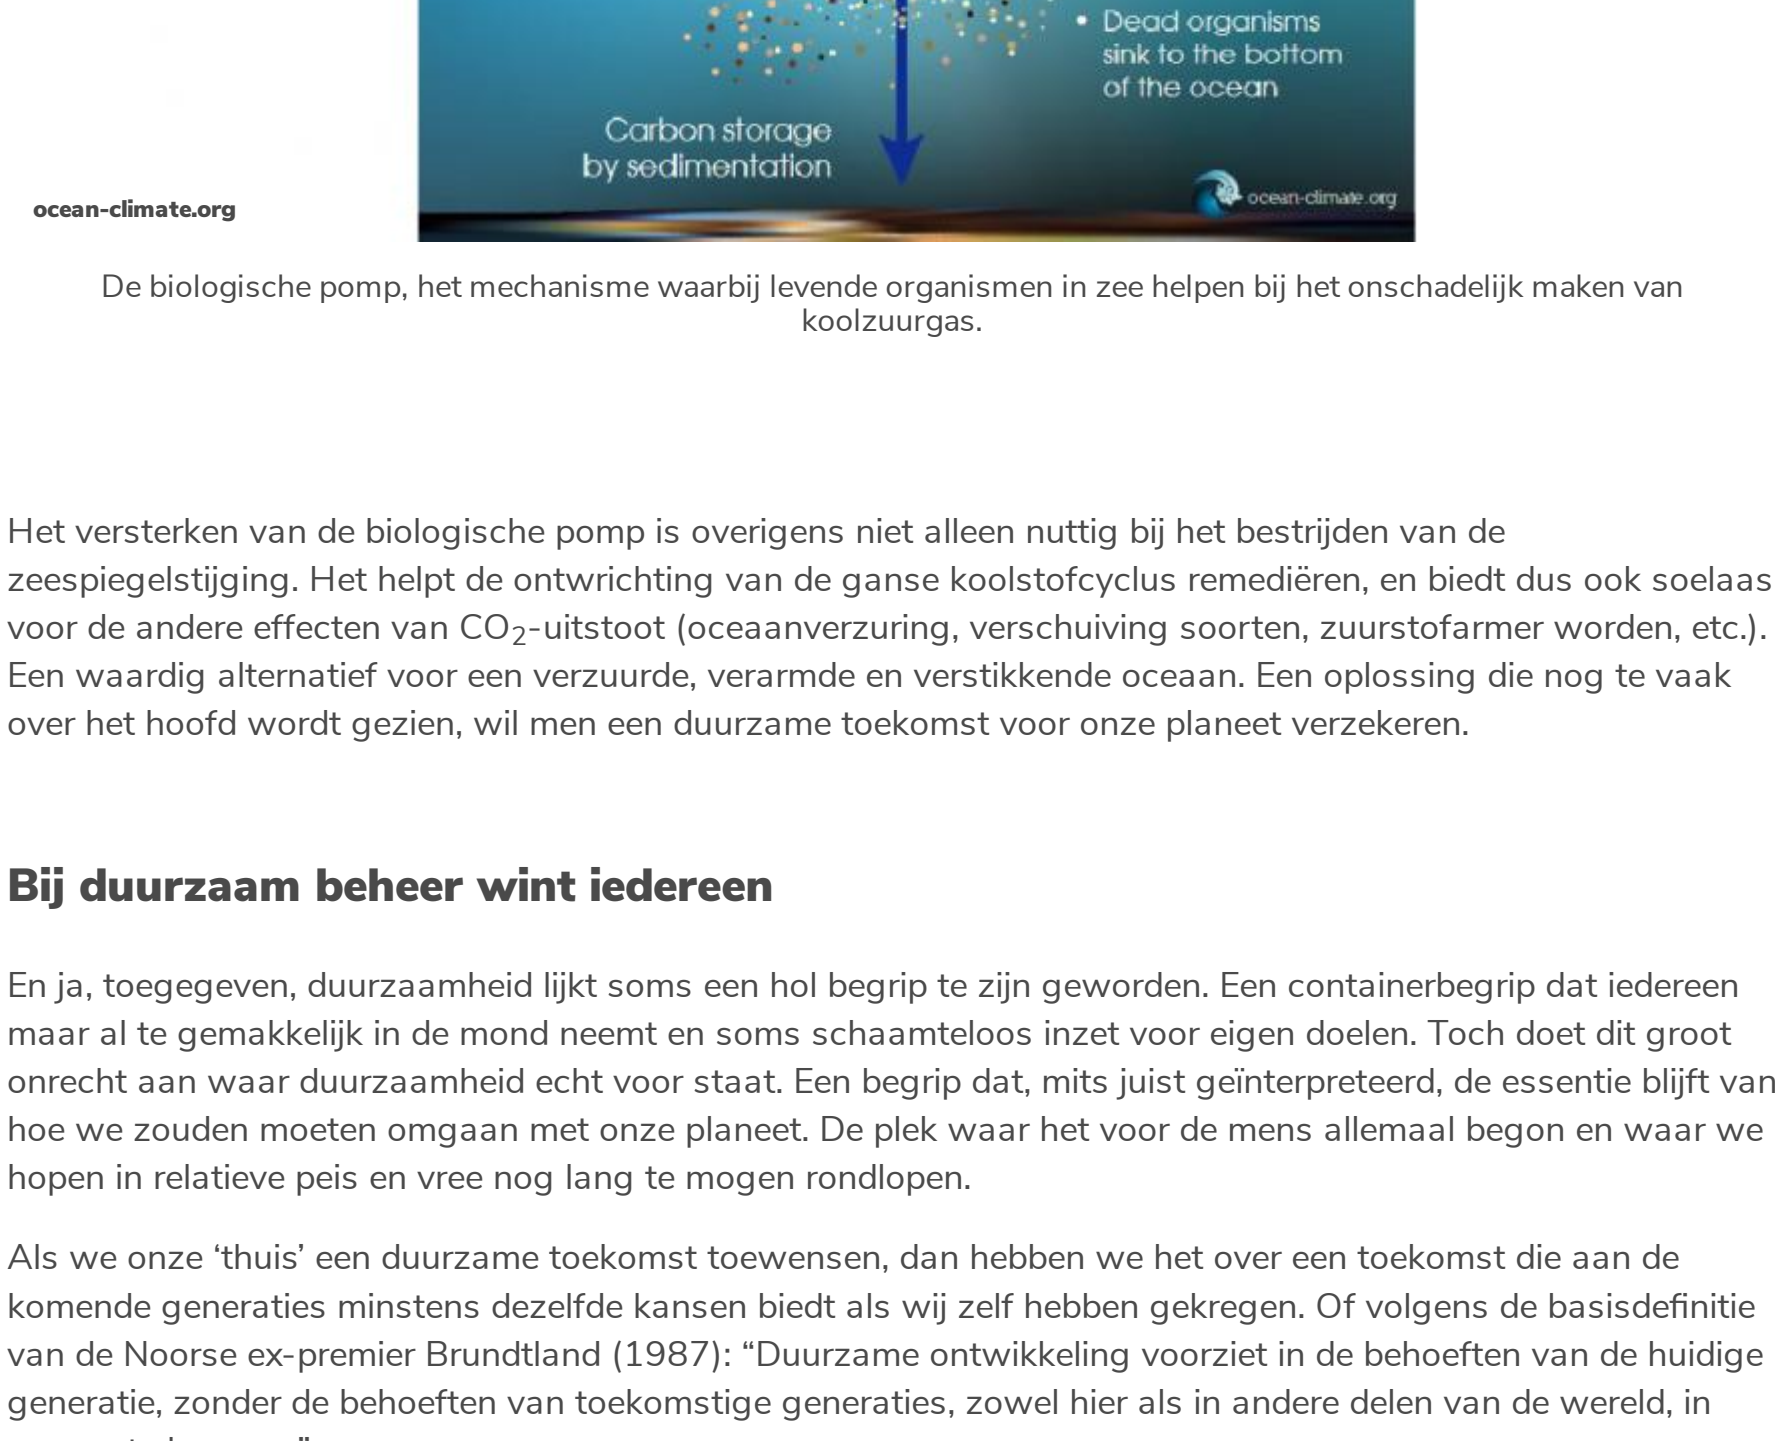 • Dead organisms
sink to the bottom
of the ocean
Carbon storage
by sedimentation
ocean-climate.org
ocean-climate.org
De biologische pomp, het mechanisme waarbij levende organismen in zee helpen bij het onschadelijk maken van
koolzuurgas.
Het versterken van de biologische pomp is overigens niet alleen nuttig bij het bestrijden van de
zeespiegelstijging. Het helpt de ontwrichting van de ganse koolstofcyclus remediëren, en biedt dus ook soelaas
voor de andere effecten van CO₂-uitstoot (oceaanverzuring, verschuiving soorten, zuurstofarmer worden, etc.).
Een waardig alternatief voor een verzuurde, verarmde en verstikkende oceaan. Een oplossing die nog te vaak
over het hoofd wordt gezien, wil men een duurzame toekomst voor onze planeet verzekeren.
Bij duurzaam beheer wint iedereen
En ja, toegegeven, duurzaamheid lijkt soms een hol begrip te zijn geworden. Een containerbegrip dat iedereen
maar al te gemakkelijk in de mond neemt en soms schaamteloos inzet voor eigen doelen. Toch doet dit groot
onrecht aan waar duurzaamheid echt voor staat. Een begrip dat, mits juist geïnterpreteerd, de essentie blijft van
hoe we zouden moeten omgaan met onze planeet. De plek waar het voor de mens allemaal begon en waar we
hopen in relatieve peis en vree nog lang te mogen rondlopen.
Als we onze ‘thuis’ een duurzame toekomst toewensen, dan hebben we het over een toekomst die aan de
komende generaties minstens dezelfde kansen biedt als wij zelf hebben gekregen. Of volgens de basisdefinitie
van de Noorse ex-premier Brundtland (1987): “Duurzame ontwikkeling voorziet in de behoeften van de huidige
generatie, zonder de behoeften van toekomstige generaties, zowel hier als in andere delen van de wereld, in